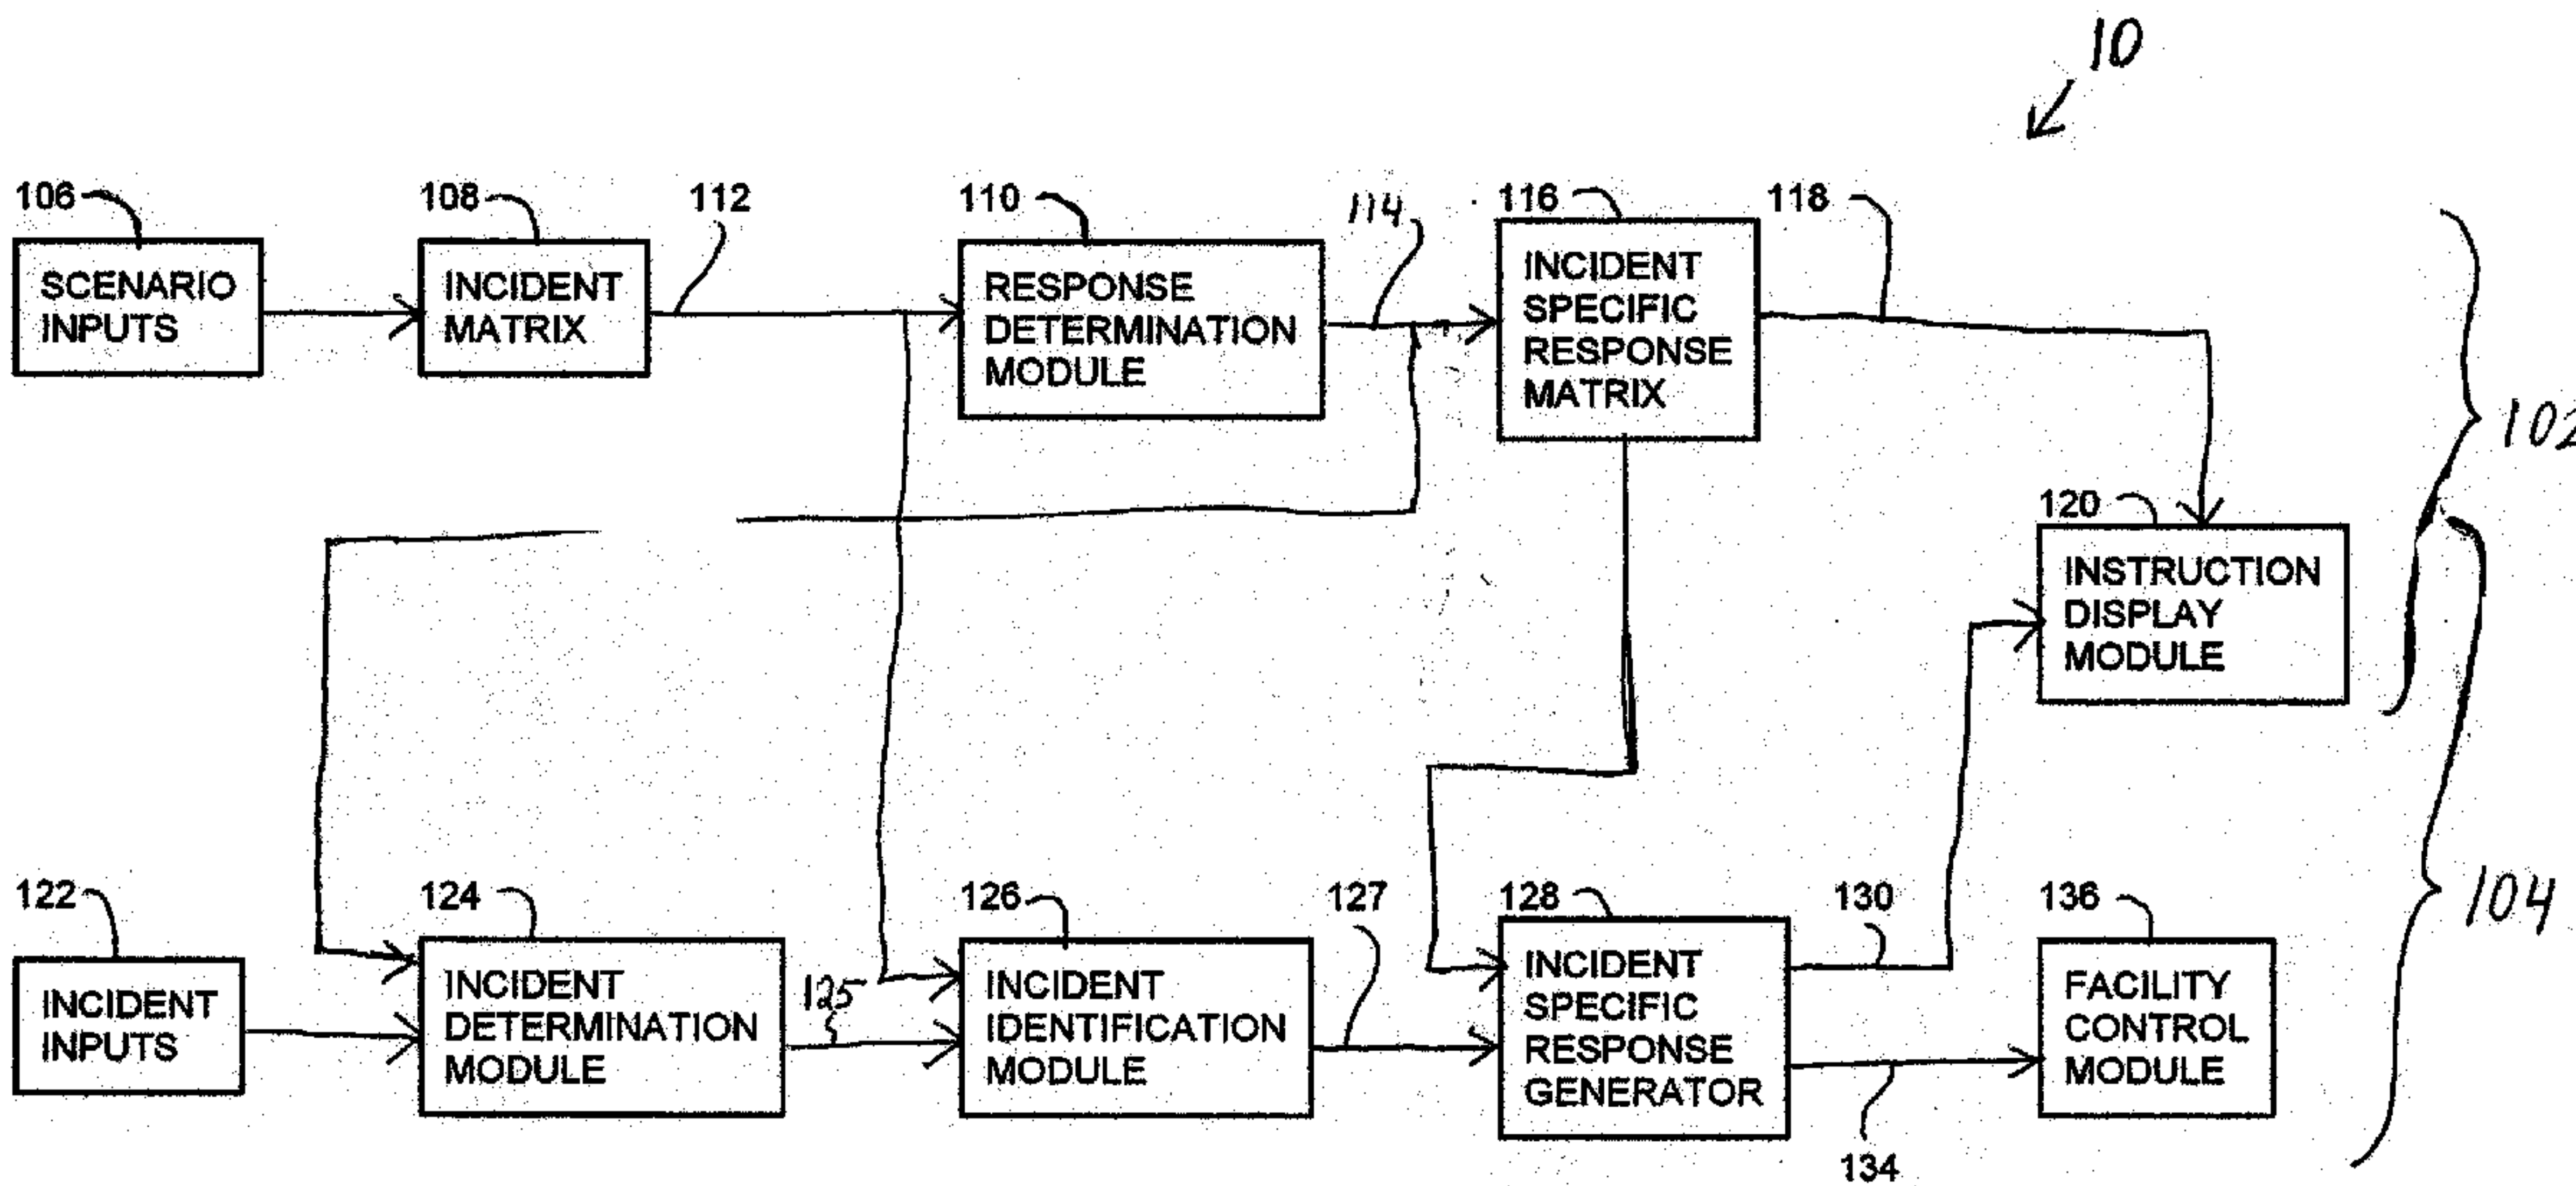 10
106
108
112
110
114
116
118
SCENARIO
INPUTS
INCIDENT
MATRIX
RESPONSE
DETERMINATION
MODULE
INCIDENT
SPECIFIC
RESPONSE
MATRIX
102
120
INSTRUCTION
DISPLAY
MODULE
122
124
125
126
127
128
130
136
104
INCIDENT
INPUTS
INCIDENT
DETERMINATION
MODULE
INCIDENT
IDENTIFICATION
MODULE
INCIDENT
SPECIFIC
RESPONSE
GENERATOR
FACILITY
CONTROL
MODULE
134